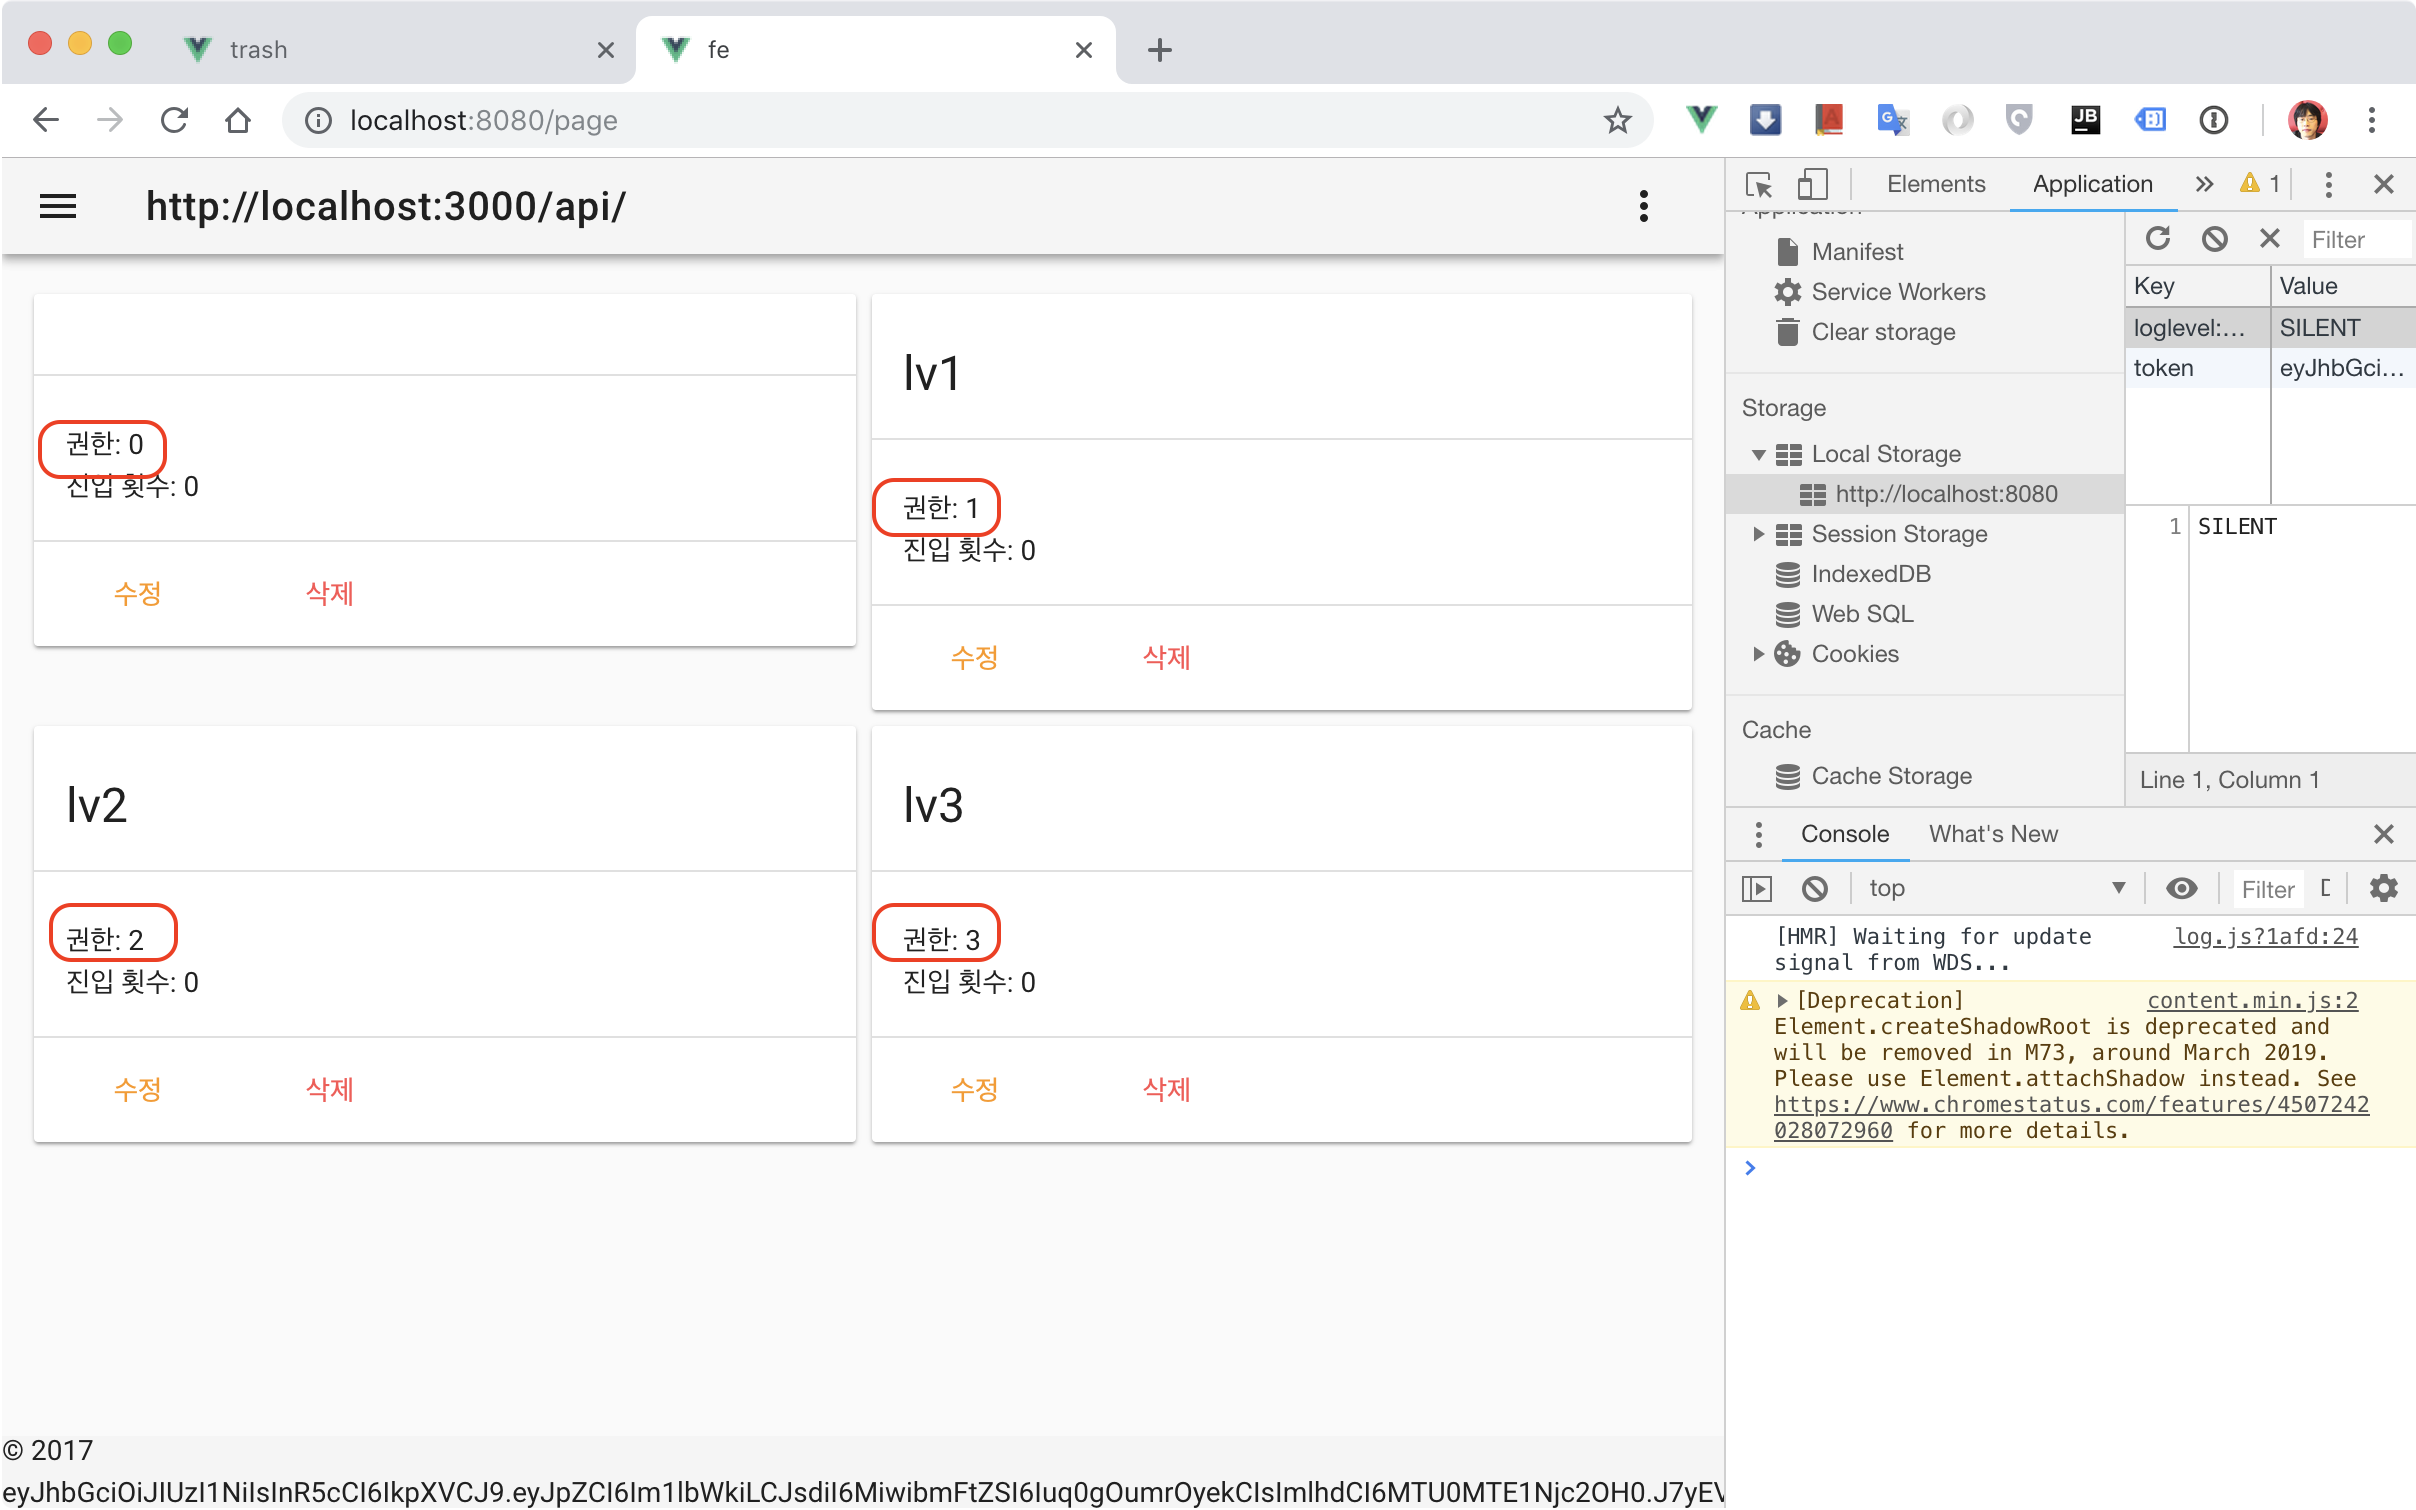 trash
fe
localhost:8080/page
http://localhost:3000/api/
권한: 0
진입 횟수: 0
수정 삭제
lv1
권한: 1
진입 횟수: 0
수정 삭제
lv2
권한: 2
진입 횟수: 0
수정 삭제
lv3
권한: 3
진입 횟수: 0
수정 삭제
© 2017
eyJhbGciOiJIUzI1NiIsInR5cCI6IkpXVCJ9.eyJpZCI6Im1lbWkiLCJsdiI6MiwibmFtZSI6Iuq0gOumrOyekCIsImlhdCI6MTU0MTE1Njc2OH0.J7yEV
Elements Application 1
Application
Manifest
Service Workers
Clear storage
Storage
Local Storage
http://localhost:8080
Session Storage
IndexedDB
Web SQL
Cookies
Cache
Cache Storage
Filter
Key Value
loglevel:... SILENT
token eyJhbGci...
1 SILENT
Line 1, Column 1
Console What's New
top Filter
[HMR] Waiting for update log.js?1afd:24
signal from WDS...
[Deprecation] content.min.js:2
Element.createShadowRoot is deprecated and
will be removed in M73, around March 2019.
Please use Element.attachShadow instead. See
https://www.chromestatus.com/features/4507242
028072960 for more details.